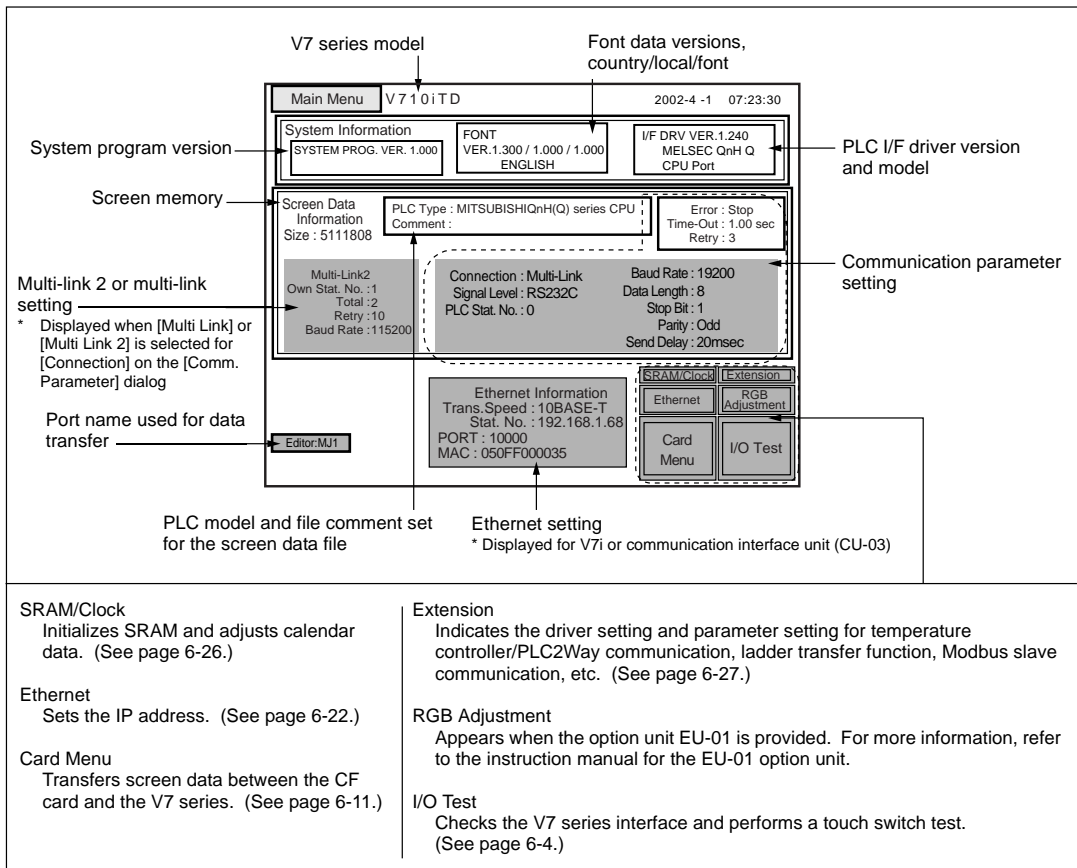 V7 series model
Font data versions,
country/local/font
Main Menu
V710iTD
2002-4 -1 07:23:30
System program version
System Information
SYSTEM PROG. VER. 1.000
FONT
VER.1.300 / 1.000 / 1.000
ENGLISH
I/F DRV VER.1.240
MELSEC QnH Q
CPU Port
PLC I/F driver version
and model
Screen memory
Screen Data
Information
Size : 5111808
PLC Type : MITSUBISHIQnH(Q) series CPU
Comment :
Error : Stop
Time-Out : 1.00 sec
Retry : 3
Communication parameter
setting
Multi-link 2 or multi-link
setting
* Displayed when [Multi Link] or
[Multi Link 2] is selected for
[Connection] on the [Comm.
Parameter] dialog
Multi-Link2
Own Stat. No. : 1
Total : 2
Retry : 10
Baud Rate : 115200
Connection : Multi-Link
Signal Level : RS232C
PLC Stat. No. : 0
Baud Rate : 19200
Data Length : 8
Stop Bit : 1
Parity : Odd
Send Delay : 20msec
Port name used for data
transfer
Editor:MJ1
Ethernet Information
Trans.Speed : 10BASE-T
Stat. No. : 192.168.1.68
PORT : 10000
MAC : 050FF000035
SRAM/Clock
Extension
Ethernet
RGB
Adjustment
Card
Menu
I/O Test
PLC model and file comment set
for the screen data file
Ethernet setting
* Displayed for V7i or communication interface unit (CU-03)
SRAM/Clock
Initializes SRAM and adjusts calendar
data. (See page 6-26.)
Ethernet
Sets the IP address. (See page 6-22.)
Card Menu
Transfers screen data between the CF
card and the V7 series. (See page 6-11.)
Extension
Indicates the driver setting and parameter setting for temperature
controller/PLC2Way communication, ladder transfer function, Modbus slave
communication, etc. (See page 6-27.)
RGB Adjustment
Appears when the option unit EU-01 is provided. For more information, refer
to the instruction manual for the EU-01 option unit.
I/O Test
Checks the V7 series interface and performs a touch switch test.
(See page 6-4.)